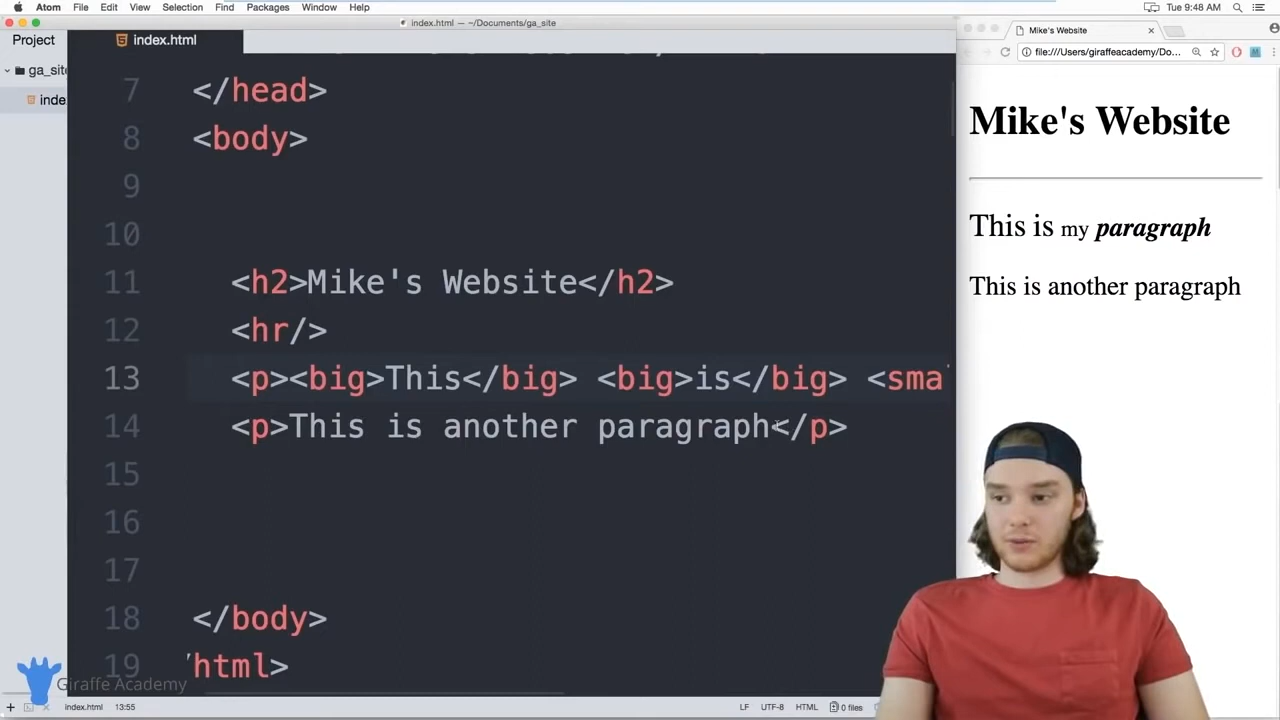 Atom File Edit View Selection Find Packages Window Help
Tue 9:48 AM
index.html — ~/Documents/ga_site
Project
index.html
ga_sit
inde
7 </head>
8 <body>
9
10
11 <h2>Mike's Website</h2>
12 <hr/>
13 <p><big>This</big> <big>is</big> <sma
14 <p>This is another paragraph</p>
15
16
17
18 </body>
19 html>
Giraffe Academy
index.html 13:55
LF UTF-8 HTML 0 files
Mike's Website
file:///Users/giraffeacademy/Do...
Mike's Website
This is my paragraph
This is another paragraph